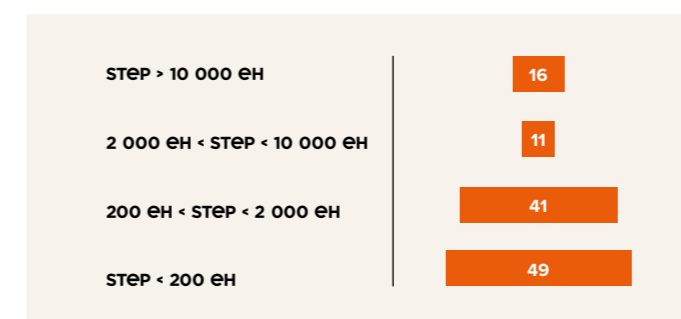 STEP > 10 000 EH 16
2 000 EH < STEP < 10 000 EH 11
200 EH < STEP < 2 000 EH 41
STEP < 200 EH 49